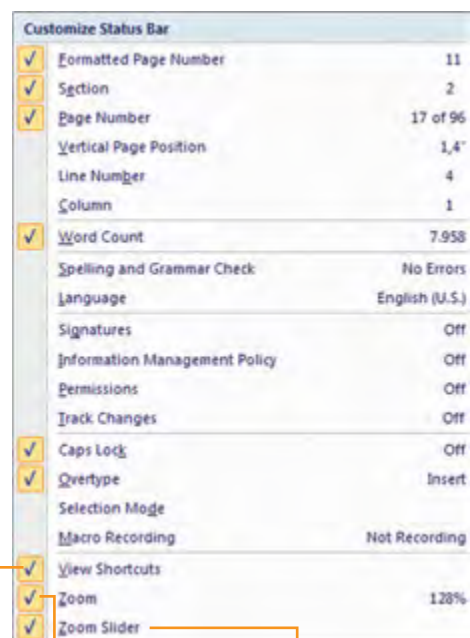 Customize Status Bar
Formatted Page Number 11
Section 2
Page Number 17 of 96
Vertical Page Position 1,4"
Line Number 4
Column 1
Word Count 7.958
Spelling and Grammar Check No Errors
Language English (U.S.)
Signatures Off
Information Management Policy Off
Permissions Off
Track Changes Off
Caps Lock Off
Overtype Insert
Selection Mode
Macro Recording Not Recording
View Shortcuts
Zoom 128%
Zoom Slider